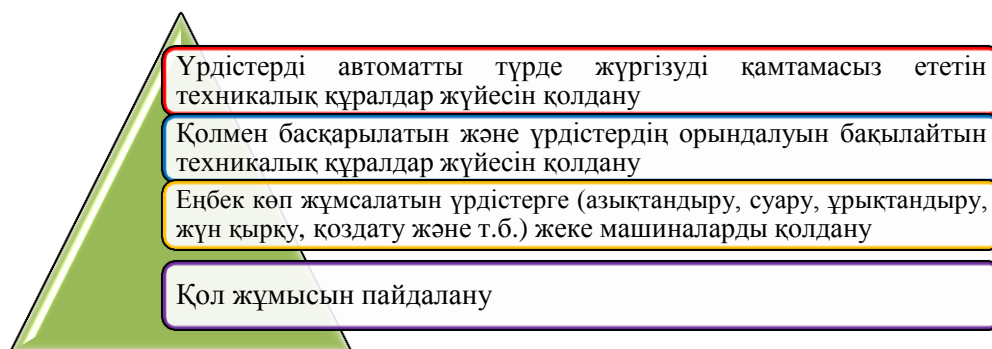 Үрдістерді автоматты түрде жүргізуді қамтамасыз ететін
техникалық құралдар жүйесін қолдану
Қолмен басқарылатын және үрдістердің орындалуын бақылайтын
техникалық құралдар жүйесін қолдану
Еңбек көп жұмсалатын үрдістерге (азықтандыру, суару, ұрықтандыру,
жүн қырқу, қоздату және т.б.) жеке машиналарды қолдану
Қол жұмысын пайдалану